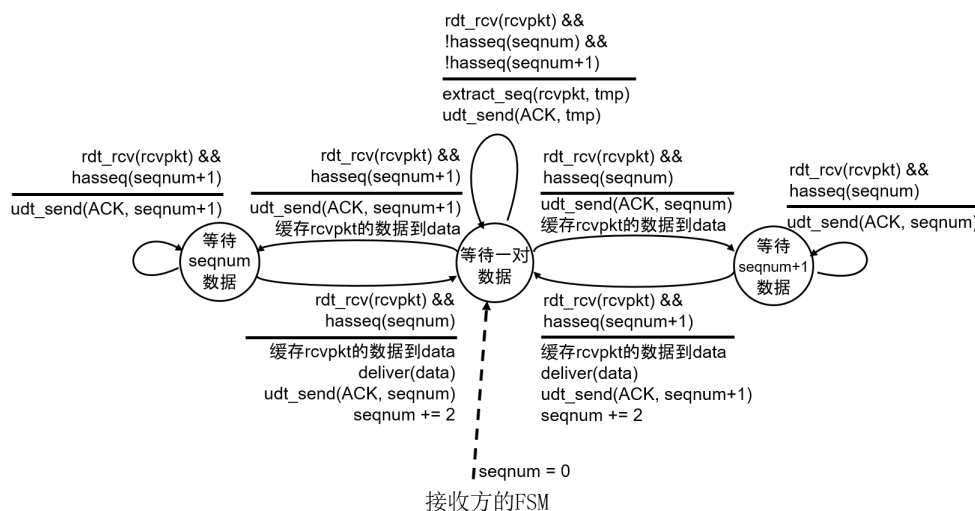 rdt_rcv(rcvpkt) &&
!hasseq(seqnum) &&
!hasseq(seqnum+1)
extract_seq(rcvpkt, tmp)
udt_send(ACK, tmp)
rdt_rcv(rcvpkt) &&
hasseq(seqnum+1)
udt_send(ACK, seqnum+1)
rdt_rcv(rcvpkt) &&
hasseq(seqnum+1)
udt_send(ACK, seqnum+1)
缓存rcvpkt的数据到data
rdt_rcv(rcvpkt) &&
hasseq(seqnum)
udt_send(ACK, seqnum)
缓存rcvpkt的数据到data
rdt_rcv(rcvpkt) &&
hasseq(seqnum)
udt_send(ACK, seqnum)
等待
seqnum
数据
等待一对
数据
等待
seqnum+1
数据
rdt_rcv(rcvpkt) &&
hasseq(seqnum)
缓存rcvpkt的数据到data
deliver(data)
udt_send(ACK, seqnum)
seqnum += 2
rdt_rcv(rcvpkt) &&
hasseq(seqnum+1)
缓存rcvpkt的数据到data
deliver(data)
udt_send(ACK, seqnum+1)
seqnum += 2
seqnum = 0
接收方的FSM